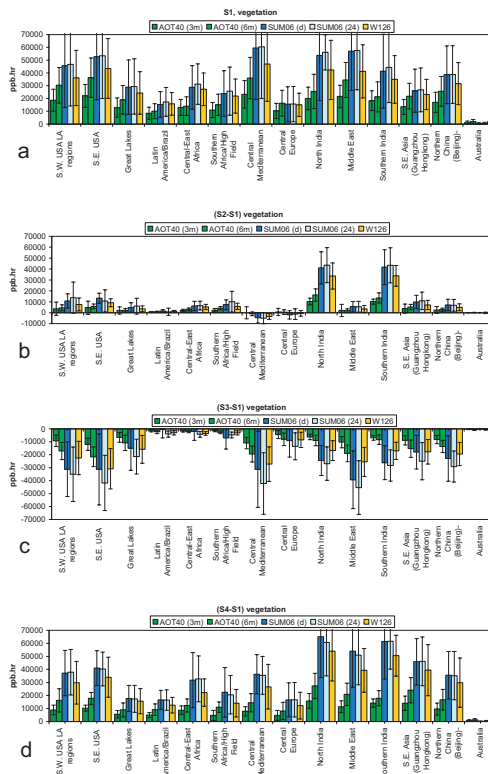 S1, vegetation
AOT40 (3m) AOT40 (6m) SUM06 (d) SUM06 (24) W126
70000
60000
50000
40000
30000
20000
10000
0
ppb.hr
S.W. USA LA regions
S.E. USA
Great Lakes
Latin America/Brazil
Central-East Africa
Southern Africa/High Field
Central Mediterranean
Central Europe
North India
Middle East
Southern India
S.E. Asia (Guangzhou Hongkong)
Northern China (Beijing)-
Australia
a
(S2-S1) vegetation
AOT40 (3m) AOT40 (6m) SUM06 (d) SUM06 (24) W126
70000
60000
50000
40000
30000
20000
10000
0
-10000
ppb.hr
S.W. USA LA regions
S.E. USA
Great Lakes
Latin America/Brazil
Central-East Africa
Southern Africa/High Field
Central Mediterranean
Central Europe
North India
Middle East
Southern India
S.E. Asia (Guangzhou Hongkong)
Northern China (Beijing)-
Australia
b
(S3-S1) vegetation
AOT40 (3m) AOT40 (6m) SUM06 (d) SUM06 (24) W126
0
-10000
-20000
-30000
-40000
-50000
-60000
-70000
S.W. USA LA regions
S.E. USA
Great Lakes
Latin America/Brazil
Central-East Africa
Southern Africa/High Field
Central Mediterranean
Central Europe
North India
Middle East
Southern India
S.E. Asia (Guangzhou Hongkong)
Northern China (Beijing)-
Australia
c
(S4-S1) vegetation
AOT40 (3m) AOT40 (6m) SUM06 (d) SUM06 (24) W126
70000
60000
50000
40000
30000
20000
10000
0
ppb.hr
S.W. USA LA regions
S.E. USA
Great Lakes
Latin America/Brazil
Central-East Africa
Southern Africa/High Field
Central Mediterranean
Central Europe
North India
Middle East
Southern India
S.E. Asia (Guangzhou Hongkong)
Northern China (Beijing)-
Australia
d